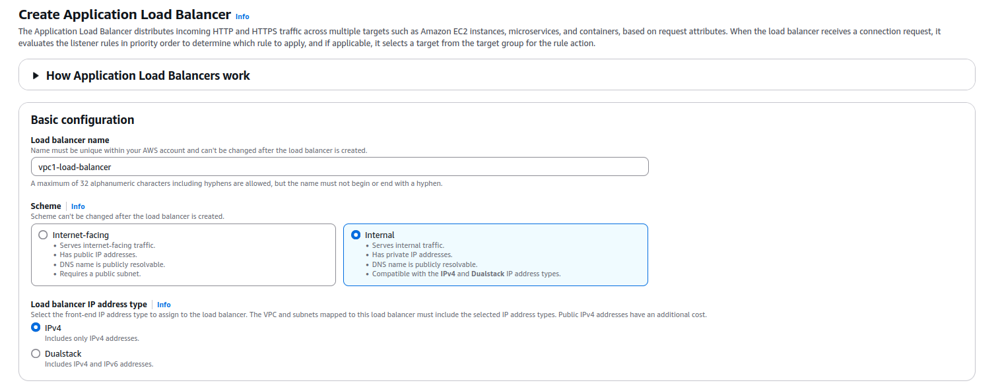 Create Application Load Balancer Info
The Application Load Balancer distributes incoming HTTP and HTTPS traffic across multiple targets such as Amazon EC2 instances, microservices, and containers, based on request attributes. When the load balancer receives a connection request, it
evaluates the listener rules in priority order to determine which rule to apply, and if applicable, it selects a target from the target group for the rule action.
How Application Load Balancers work
Basic configuration
Load balancer name
Name must be unique within your AWS account and can't be changed after the load balancer is created.
vpc1-load-balancer
A maximum of 32 alphanumeric characters including hyphens are allowed, but the name must not begin or end with a hyphen.
Scheme Info
Scheme can't be changed after the load balancer is created.
Internet-facing
• Serves internet-facing traffic.
• Has public IP addresses.
• DNS name is publicly resolvable.
• Requires a public subnet.
Internal
• Serves internal traffic.
• Has private IP addresses.
• DNS name is publicly resolvable.
• Compatible with the IPv4 and Dualstack IP address types.
Load balancer IP address type Info
Select the front-end IP address type to assign to the load balancer. The VPC and subnets mapped to this load balancer must include the selected IP address types. Public IPv4 addresses have an additional cost.
IPv4
Includes only IPv4 addresses.
Dualstack
Includes IPv4 and IPv6 addresses.